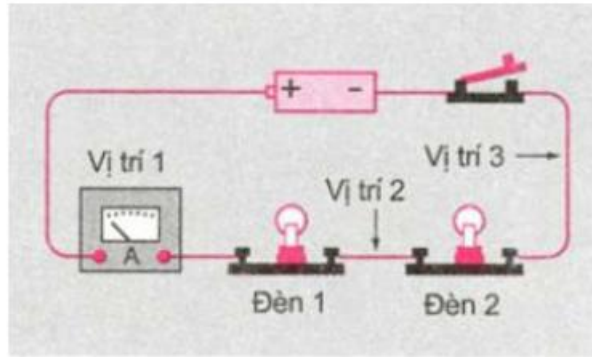 + -
Vị trí 1
Vị trí 3
Vị trí 2
A
Đèn 1
Đèn 2